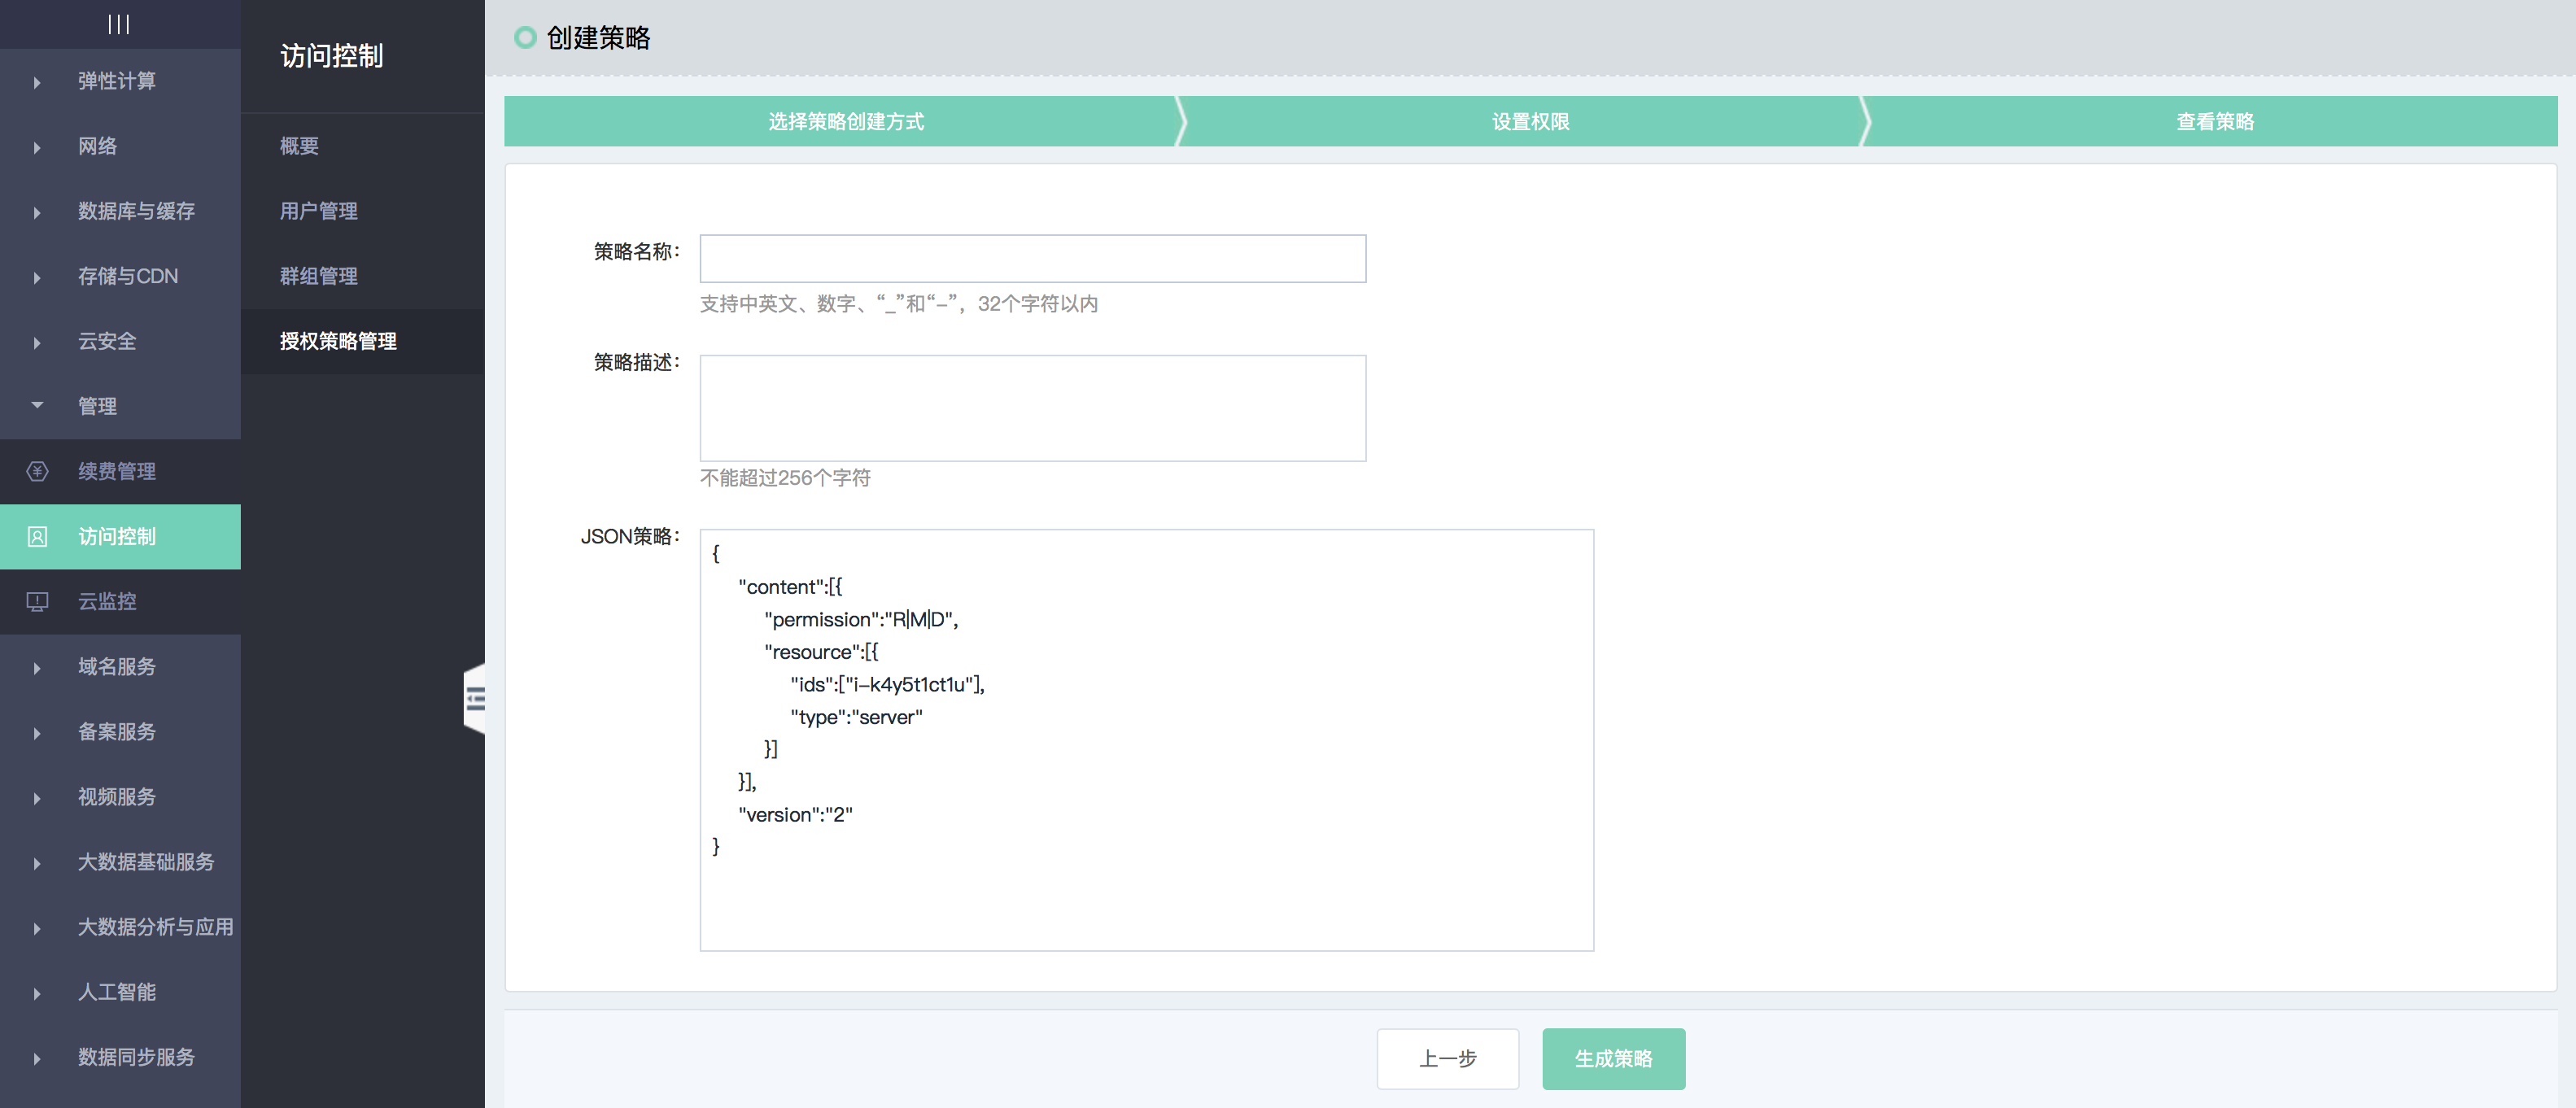 弹性计算
网络
数据库与缓存
存储与CDN
云安全
管理
续费管理
访问控制
云监控
域名服务
备案服务
视频服务
大数据基础服务
大数据分析与应用
人工智能
数据同步服务
访问控制
概要
用户管理
群组管理
授权策略管理
创建策略
选择策略创建方式
设置权限
查看策略
策略名称：
支持中英文、数字、“_”和“-”，32个字符以内
策略描述：
不能超过256个字符
JSON策略：
{
"content":[{
"permission":"R|M|D",
"resource":[{
"ids":["i-k4y5t1ct1u"],
"type":"server"
}]
}],
"version":"2"
}
上一步
生成策略